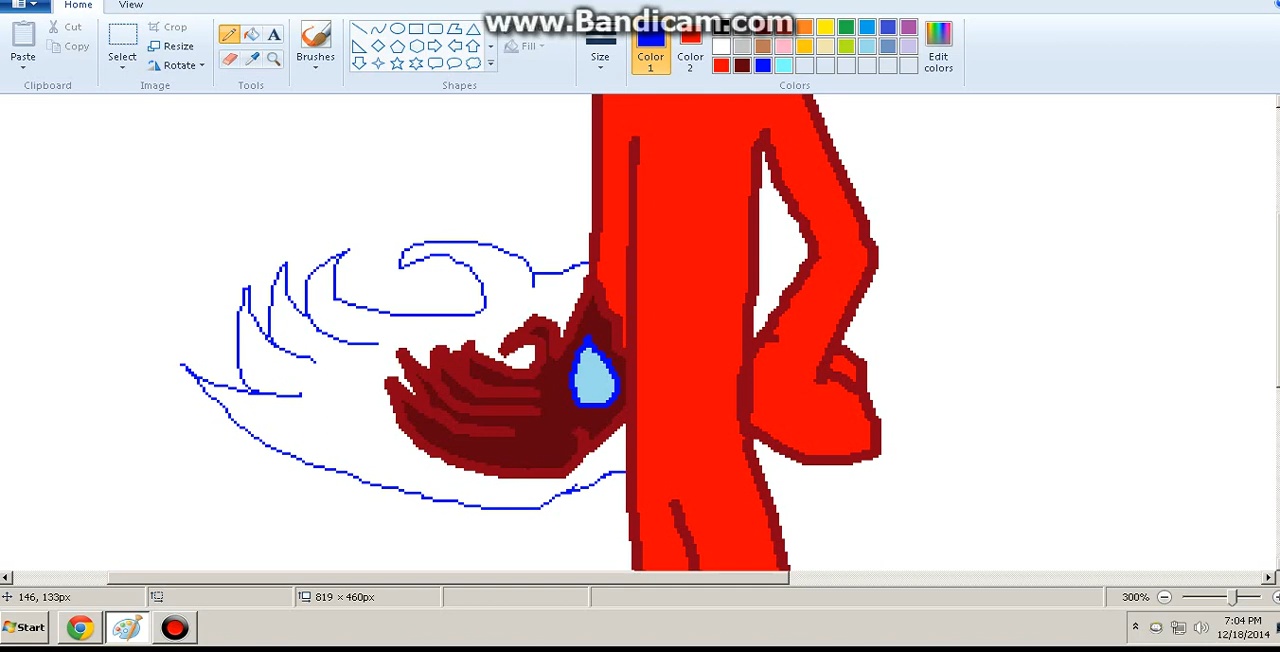 www.Bandicam.com
Home View
Cut
Copy
Paste
Clipboard
Select
Crop
Resize
Rotate
Image
A
Tools
Brushes
Fill
Shapes
Size
Color 1
Color 2
Edit colors
Colors
146, 133px
819 × 460px
300%
Start
7:04 PM
12/18/2014